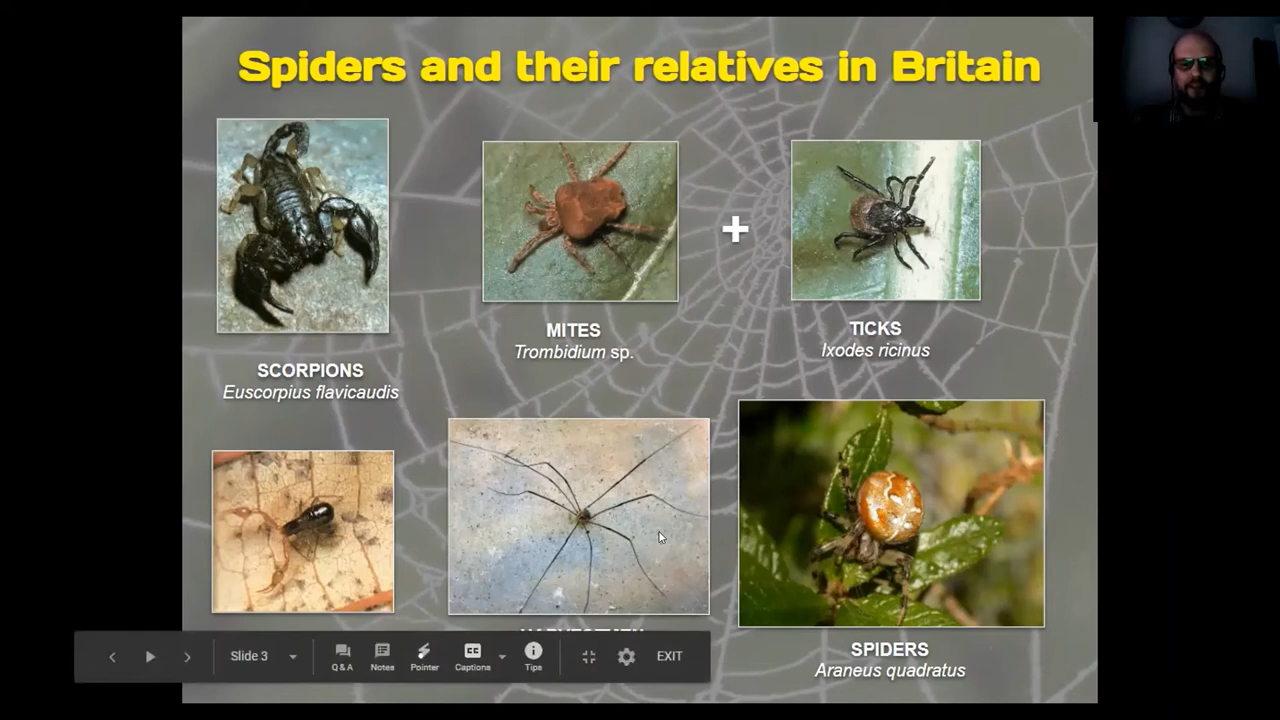 Spiders and their relatives in Britain
+
SCORPIONS
Euscorpius flavicaudis
MITES
Trombidium sp.
TICKS
Ixodes ricinus
SPIDERS
Araneus quadratus
Slide 3
Q & A
Notes
Pointer
CC
Captions
Tips
EXIT